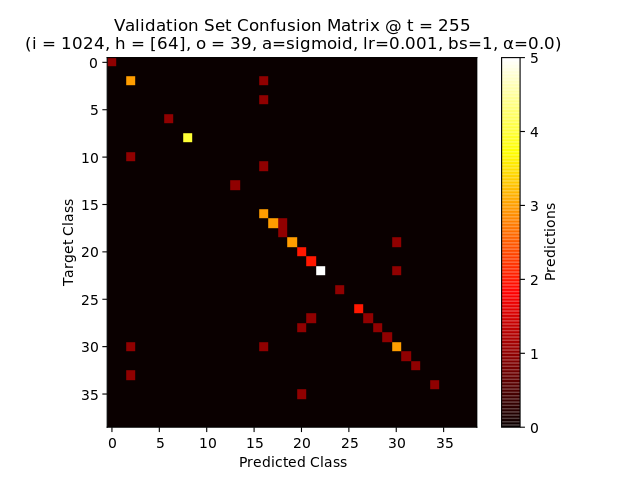 Validation Set Confusion Matrix @ t = 255
(i = 1024, h = [64], o = 39, a=sigmoid, lr=0.001, bs=1, α=0.0)
0
5
10
15
20
25
30
35
Target Class
0 5 10 15 20 25 30 35
Predicted Class
5
4
3
2
1
0
Predictions